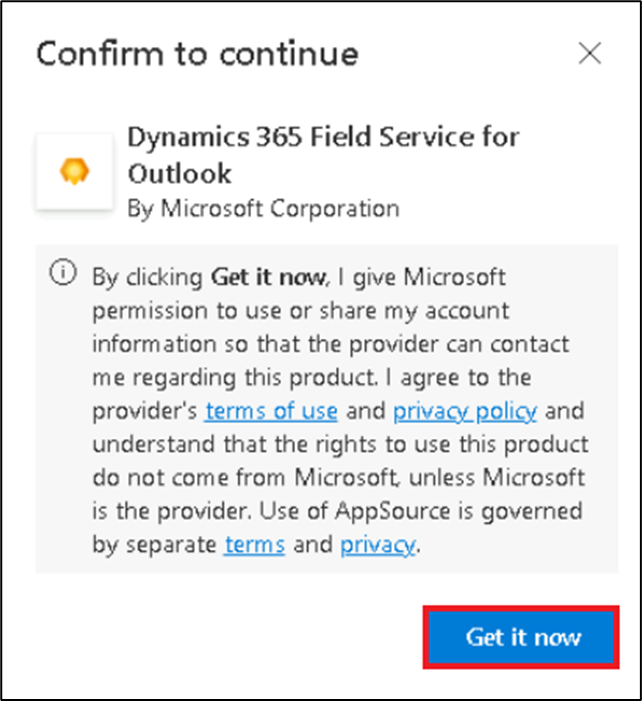 Confirm to continue
Dynamics 365 Field Service for
Outlook
By Microsoft Corporation
By clicking Get it now, I give Microsoft
permission to use or share my account
information so that the provider can contact
me regarding this product. I agree to the
provider's terms of use and privacy policy and
understand that the rights to use this product
do not come from Microsoft, unless Microsoft
is the provider. Use of AppSource is governed
by separate terms and privacy.
Get it now